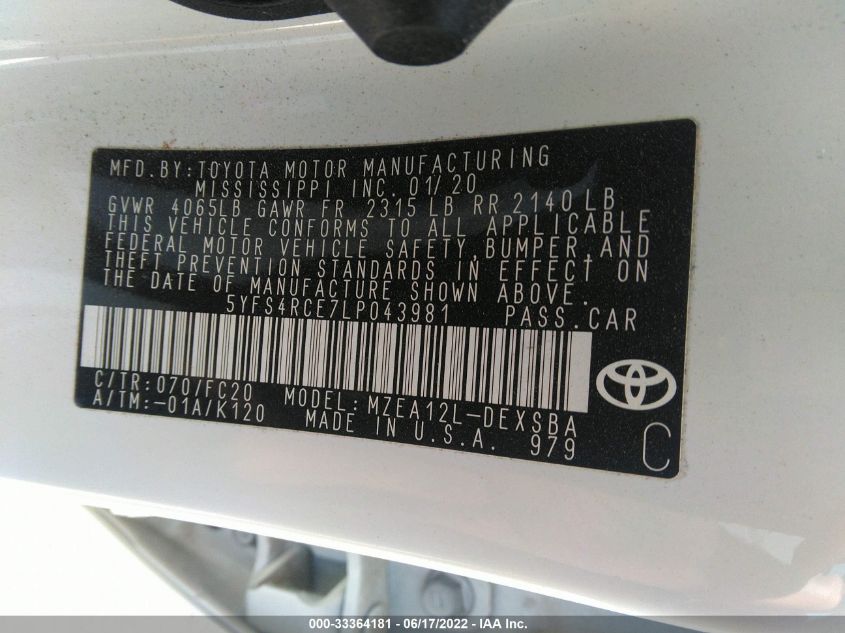 MFD.BY:TOYOTA MOTOR MANUFACTURING
MISSISSIPPI INC. 01/20
GVWR 4065LB GAWR FR 2315 LB RR 2140 LB
THIS VEHICLE CONFORMS TO ALL APPLICABLE
FEDERAL MOTOR VEHICLE SAFETY,BUMPER,AND
THEFT PREVENTION STANDARDS IN EFFECT ON
THE DATE OF MANUFACTURE SHOWN ABOVE.
5YFS4RCE7LP043981 PASS.CAR
C/TR:070/FC20 MODEL:MZEA12L-DEXSBA
A/TM:-01A/K120 MADE IN U.S.A. 979
C
000-33364181 - 06/17/2022 - IAA Inc.